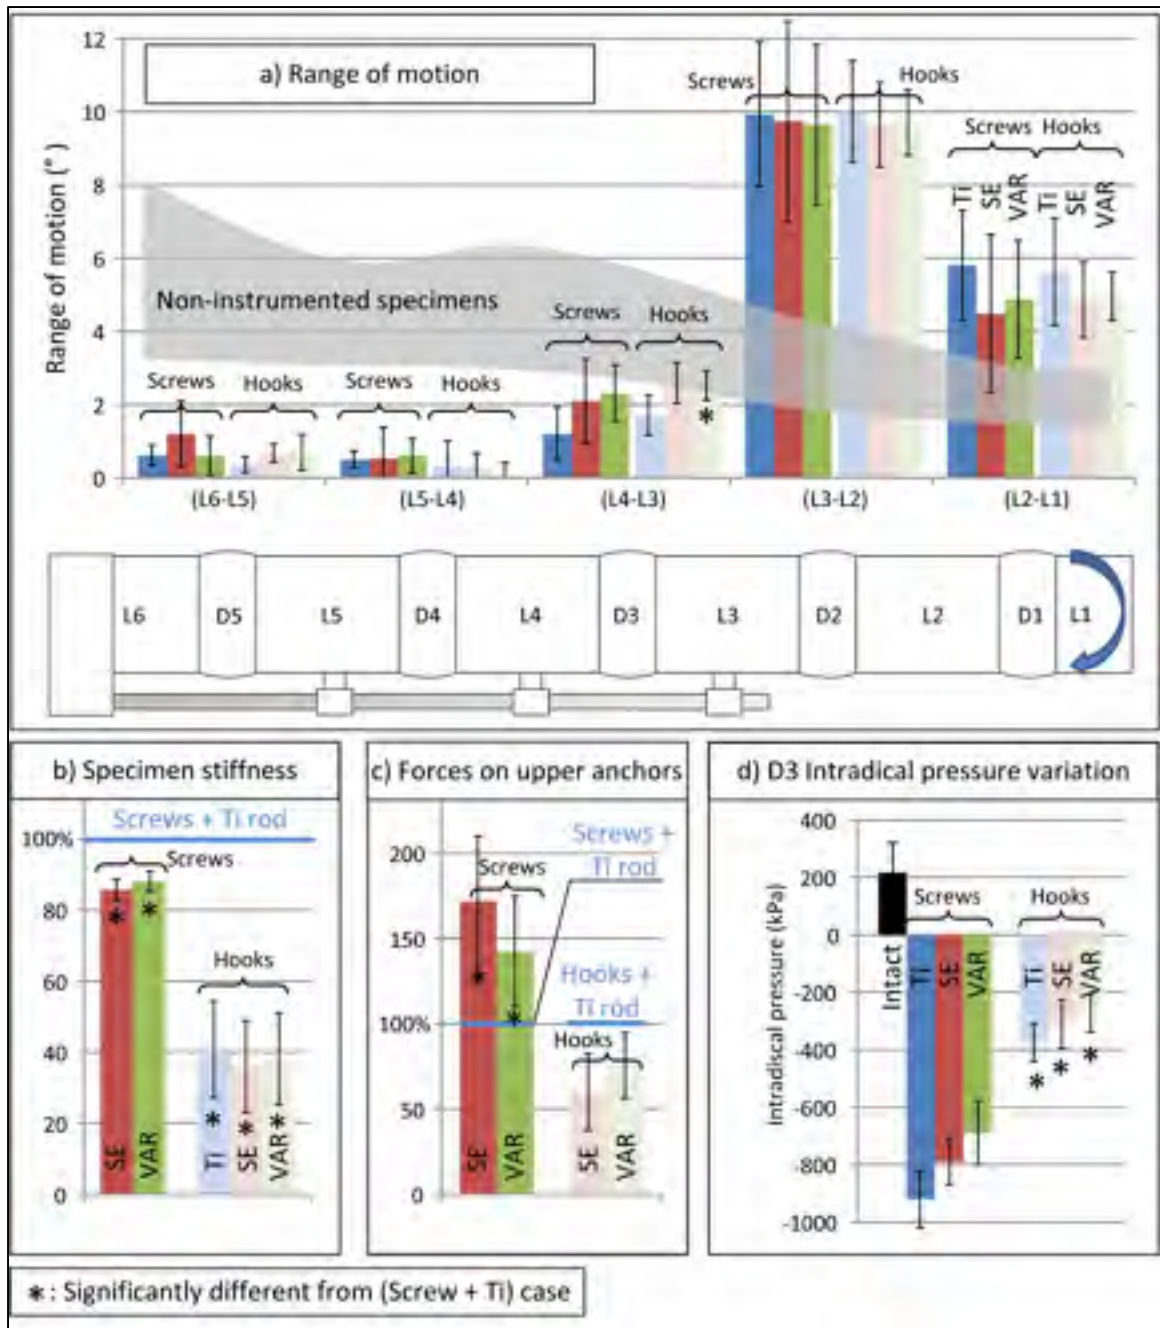 a) Range of motion
Range of motion (°)
12
10
8
6
4
2
0
Non-instrumented specimens
Screws
Hooks
Screws
Hooks
Screws
Hooks
Screws
Hooks
Screws Hooks
Ti SE VAR Ti SE VAR
(L6-L5) (L5-L4) (L4-L3) (L3-L2) (L2-L1)
*
L6 D5 L5 D4 L4 D3 L3 D2 L2 D1 L1
b) Specimen stiffness
Screws + Ti rod
100%
80
60
40
20
0
Screws
Hooks
* * * * *
SE VAR Ti SE VAR
c) Forces on upper anchors
200
150
100%
50
0
Screws +
Ti rod
Screws
Hooks +
Ti rod
Hooks
* *
SE VAR SE VAR
d) D3 Intradical pressure variation
Intradiscal pressure (kPa)
400
200
0
-200
-400
-600
-800
-1000
Screws
Hooks
Intact Ti SE VAR Ti SE VAR
* * *
* : Significantly different from (Screw + Ti) case